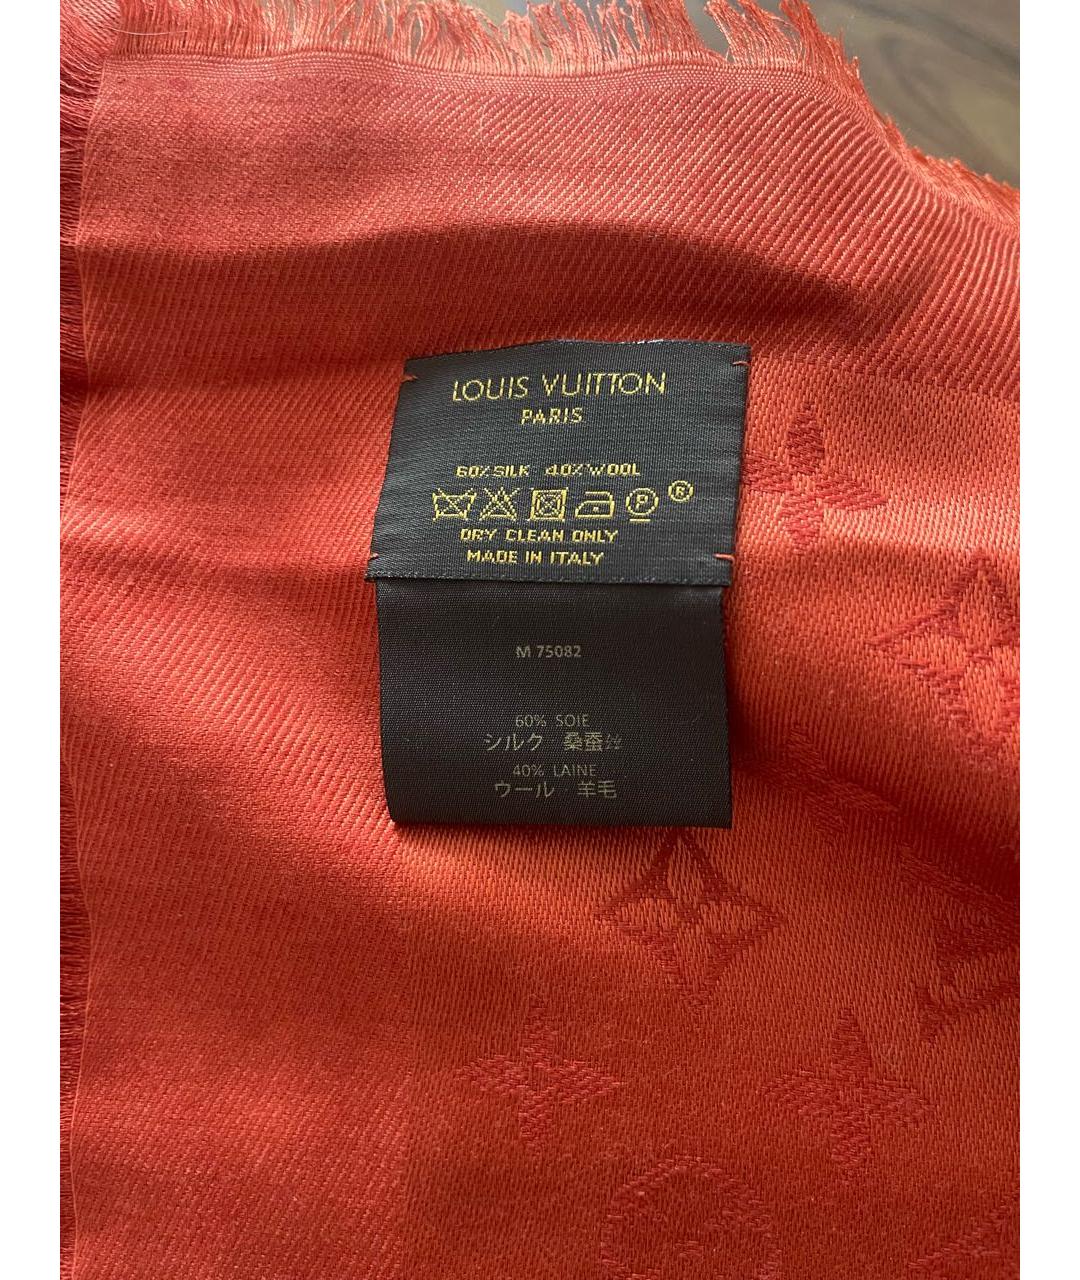 LOUIS VUITTON
PARIS
60% SILK 40% WOOL
P ®
DRY CLEAN ONLY
MADE IN ITALY
M 75082
60% SOIE
シルク 桑蚕丝
40% LAINE
ウール 羊毛